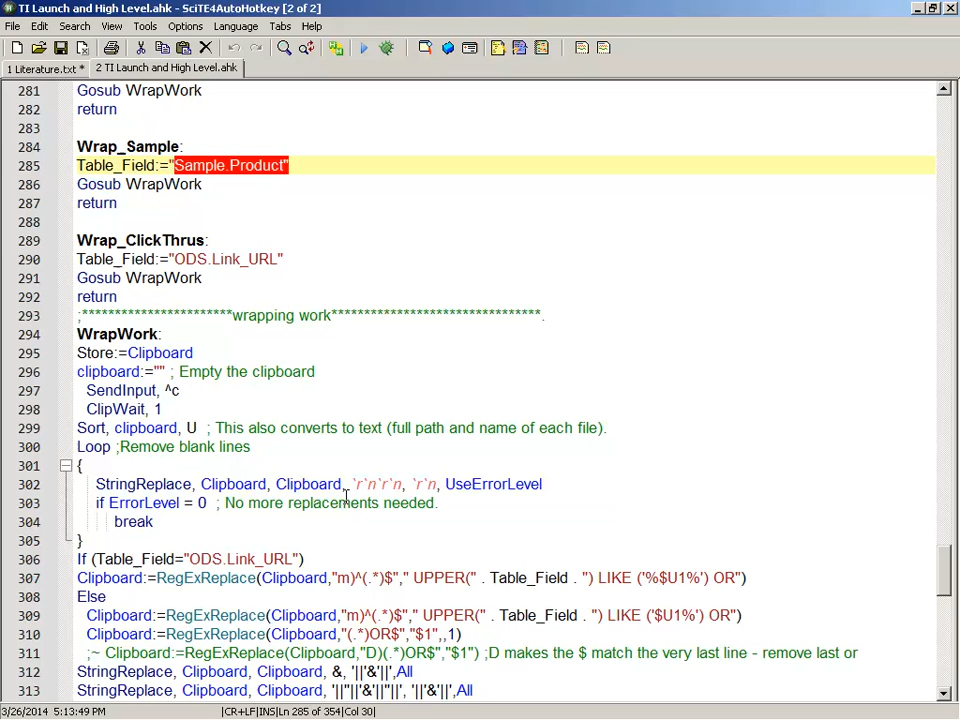 TI Launch and High Level.ahk - SciTE4AutoHotkey [2 of 2]
File Edit Search View Tools Options Language Tabs Help
1 Literature.txt * 2 TI Launch and High Level.ahk
281 Gosub WrapWork
282 return
283
284 Wrap_Sample:
285 Table_Field:="Sample.Product"
286 Gosub WrapWork
287 return
288
289 Wrap_ClickThrus:
290 Table_Field:="ODS.Link_URL"
291 Gosub WrapWork
292 return
293 ;***********************wrapping work********************************.
294 WrapWork:
295 Store:=Clipboard
296 clipboard:="" ; Empty the clipboard
297 SendInput, ^c
298 ClipWait, 1
299 Sort, clipboard, U ; This also converts to text (full path and name of each file).
300 Loop ;Remove blank lines
301 {
302 StringReplace, Clipboard, Clipboard, `r`n`r`n, `r`n, UseErrorLevel
303 if ErrorLevel = 0 ; No more replacements needed.
304 break
305 }
306 If (Table_Field="ODS.Link_URL")
307 Clipboard:=RegExReplace(Clipboard,"m)^(.*)$"," UPPER(" . Table_Field . ") LIKE ('%$U1%') OR")
308 Else
309 Clipboard:=RegExReplace(Clipboard,"m)^(.*)$"," UPPER(" . Table_Field . ") LIKE ('$U1%') OR")
310 Clipboard:=RegExReplace(Clipboard,"(.*)OR$","$1",,1)
311 ;~ Clipboard:=RegExReplace(Clipboard,"D)(.*)OR$","$1") ;D makes the $ match the very last line - remove last or
312 StringReplace, Clipboard, Clipboard, &, '||'&'||',All
313 StringReplace, Clipboard, Clipboard, '||"||'&'||"||', '||'&'||',All
3/26/2014 5:13:49 PM |CR+LF|INS|Ln 285 of 354|Col 30|